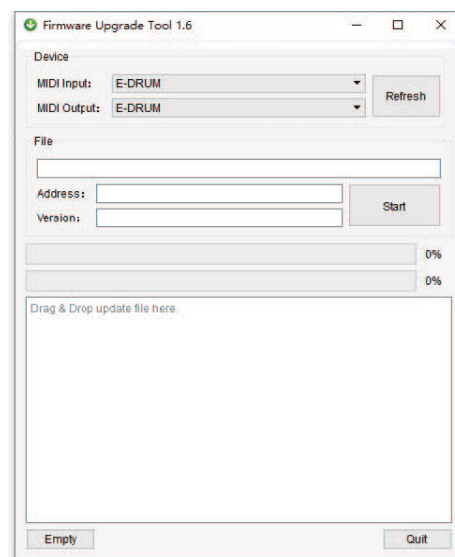 Firmware Upgrade Tool 1.6
Device
MIDI Input: E-DRUM
MIDI Output: E-DRUM
Refresh
File
Address:
Version:
Start
0%
0%
Drag & Drop update file here.
Empty
Quit